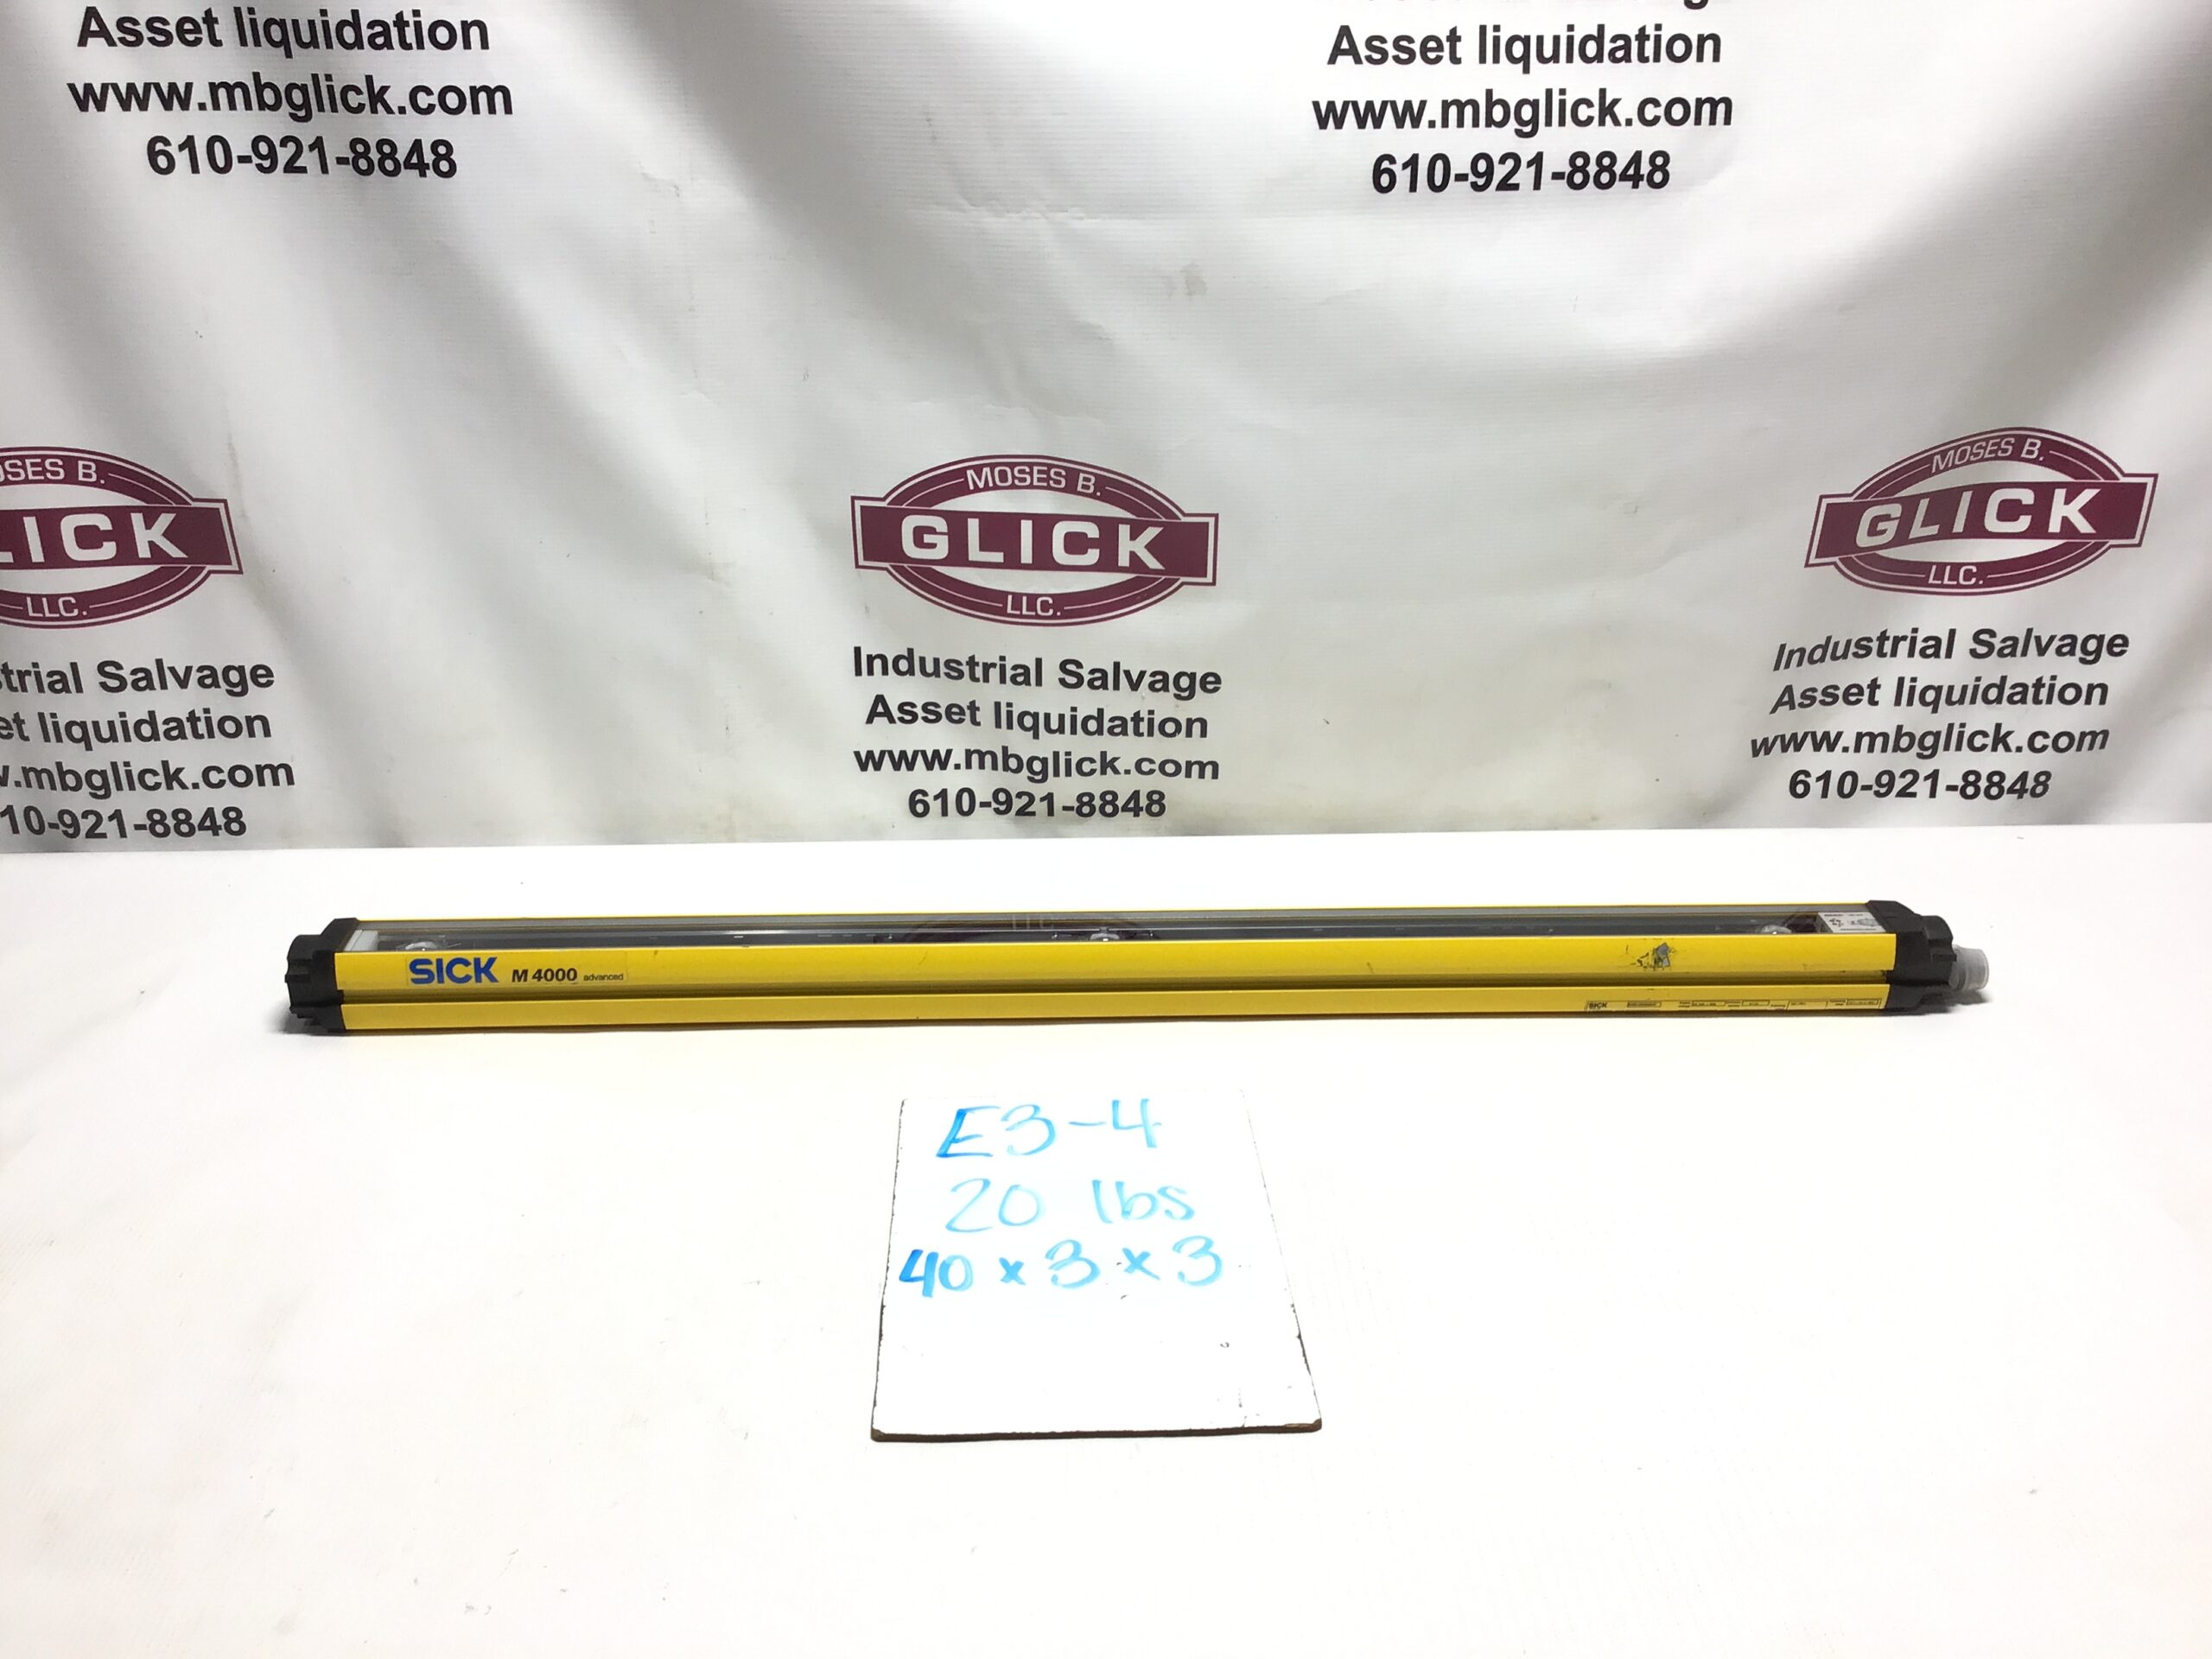 Asset liquidation
www.mbglick.com
610-921-8848
Asset liquidation
www.mbglick.com
610-921-8848
OSES B.
LICK
LLC.
trial Salvage
et liquidation
w.mbglick.com
10-921-8848
MOSES B.
GLICK
LLC.
Industrial Salvage
Asset liquidation
www.mbglick.com
610-921-8848
MOSES B.
GLICK
LLC.
Industrial Salvage
Asset liquidation
www.mbglick.com
610-921-8848
SICK M 4000 advanced
SICK
E3-4
20 lbs
40 x 3 x 3